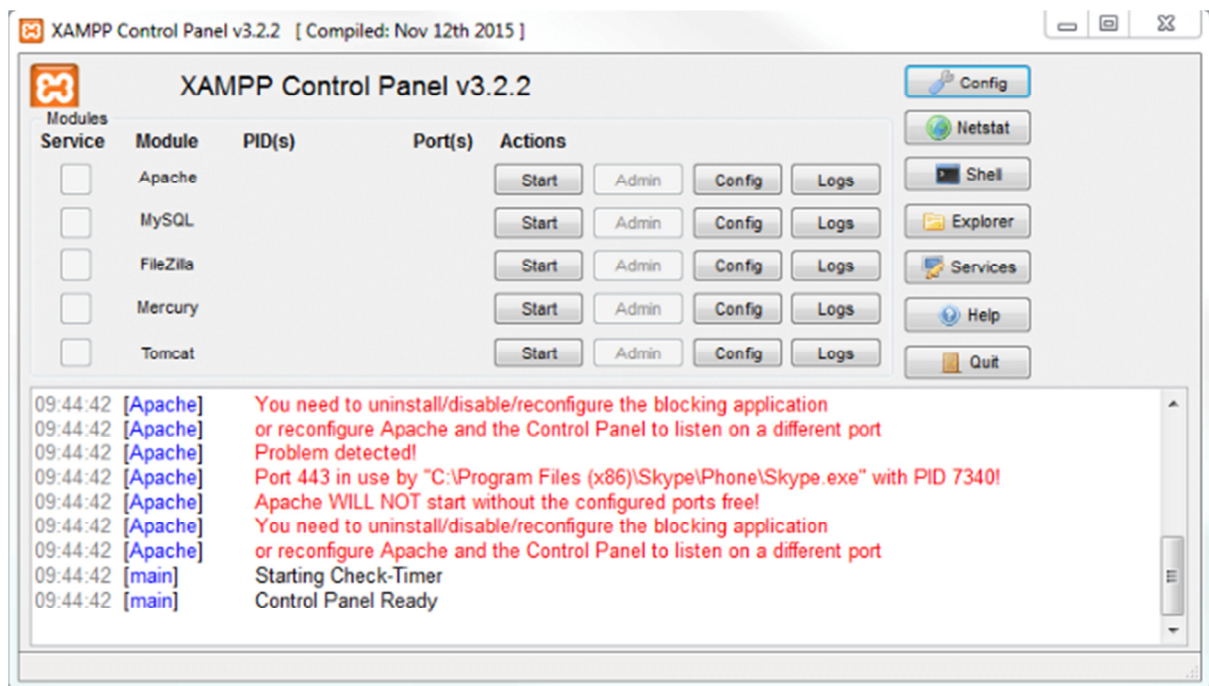 XAMPP Control Panel v3.2.2 [ Compiled: Nov 12th 2015 ]
XAMPP Control Panel v3.2.2
Config
Modules
Service Module PID(s) Port(s) Actions
Netstat
Apache Start Admin Config Logs
Shell
MySQL Start Admin Config Logs
Explorer
FileZilla Start Admin Config Logs
Services
Mercury Start Admin Config Logs
Help
Tomcat Start Admin Config Logs
Quit
09:44:42 [Apache] You need to uninstall/disable/reconfigure the blocking application
09:44:42 [Apache] or reconfigure Apache and the Control Panel to listen on a different port
09:44:42 [Apache] Problem detected!
09:44:42 [Apache] Port 443 in use by "C:\Program Files (x86)\Skype\Phone\Skype.exe" with PID 7340!
09:44:42 [Apache] Apache WILL NOT start without the configured ports free!
09:44:42 [Apache] You need to uninstall/disable/reconfigure the blocking application
09:44:42 [Apache] or reconfigure Apache and the Control Panel to listen on a different port
09:44:42 [main] Starting Check-Timer
09:44:42 [main] Control Panel Ready